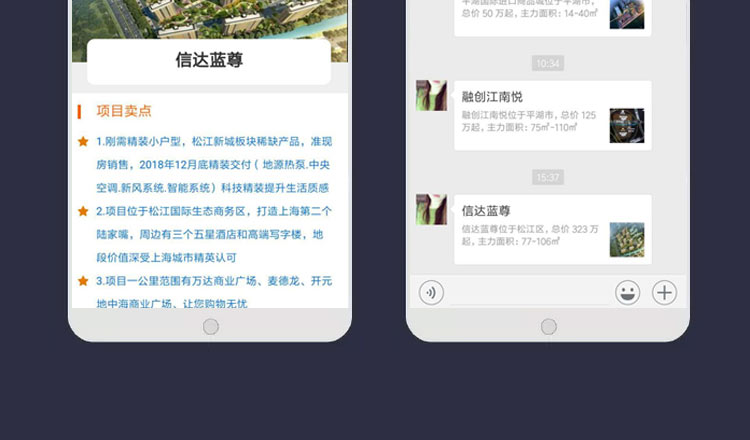 信达蓝尊
项目卖点
1.刚需精装小户型，松江新城板块稀缺产品，准现
房销售，2018年12月底精装交付（ 地源热泵.中央
空调.新风系统.智能系统）科技精装提升生活质感
2.项目位于松江国际生态商务区，打造上海第二个
陆家嘴，周边有三个五星酒店和高端写字楼，地
段价值深受上海城市精英认可
3.项目一公里范围有万达商业广场、麦德龙、开元
地中海商业广场、让您购物无忧
平湖国际进口商品城位于平湖市，
总价 50 万起，主力面积：14-40㎡
10:34
融创江南悦
融创江南悦位于平湖市，总价 125
万起，主力面积：75㎡-110㎡
15:37
信达蓝尊
信达蓝尊位于松江区，总价 323 万
起，主力面积：77-106㎡